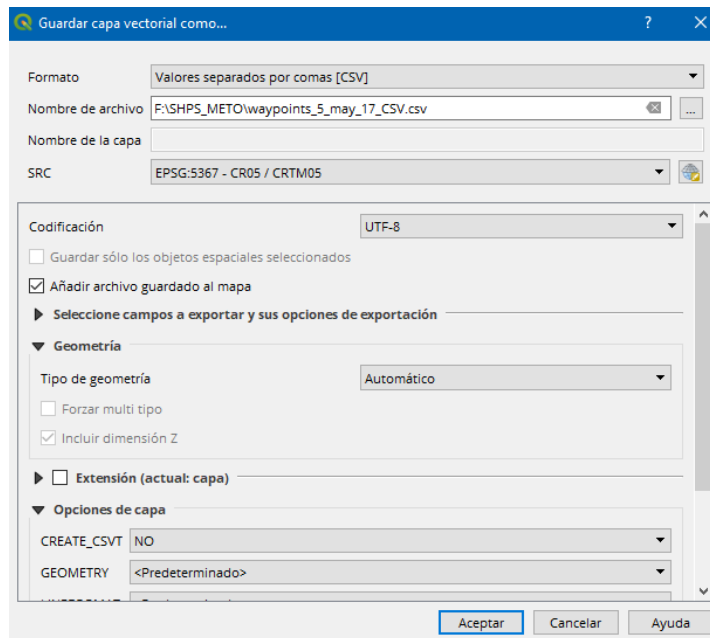 Guardar capa vectorial como...
Formato Valores separados por comas [CSV]
Nombre de archivo F:\SHPS_METO\waypoints_5_may_17_CSV.csv ...
Nombre de la capa
SRC EPSG:5367 - CR05 / CRTM05
Codificación UTF-8
Guardar sólo los objetos espaciales seleccionados
Añadir archivo guardado al mapa
Seleccione campos a exportar y sus opciones de exportación
Geometría
Tipo de geometría Automático
Forzar multi tipo
Incluir dimensión Z
Extensión (actual: capa)
Opciones de capa
CREATE_CSVT NO
GEOMETRY <Predeterminado>
Aceptar Cancelar Ayuda